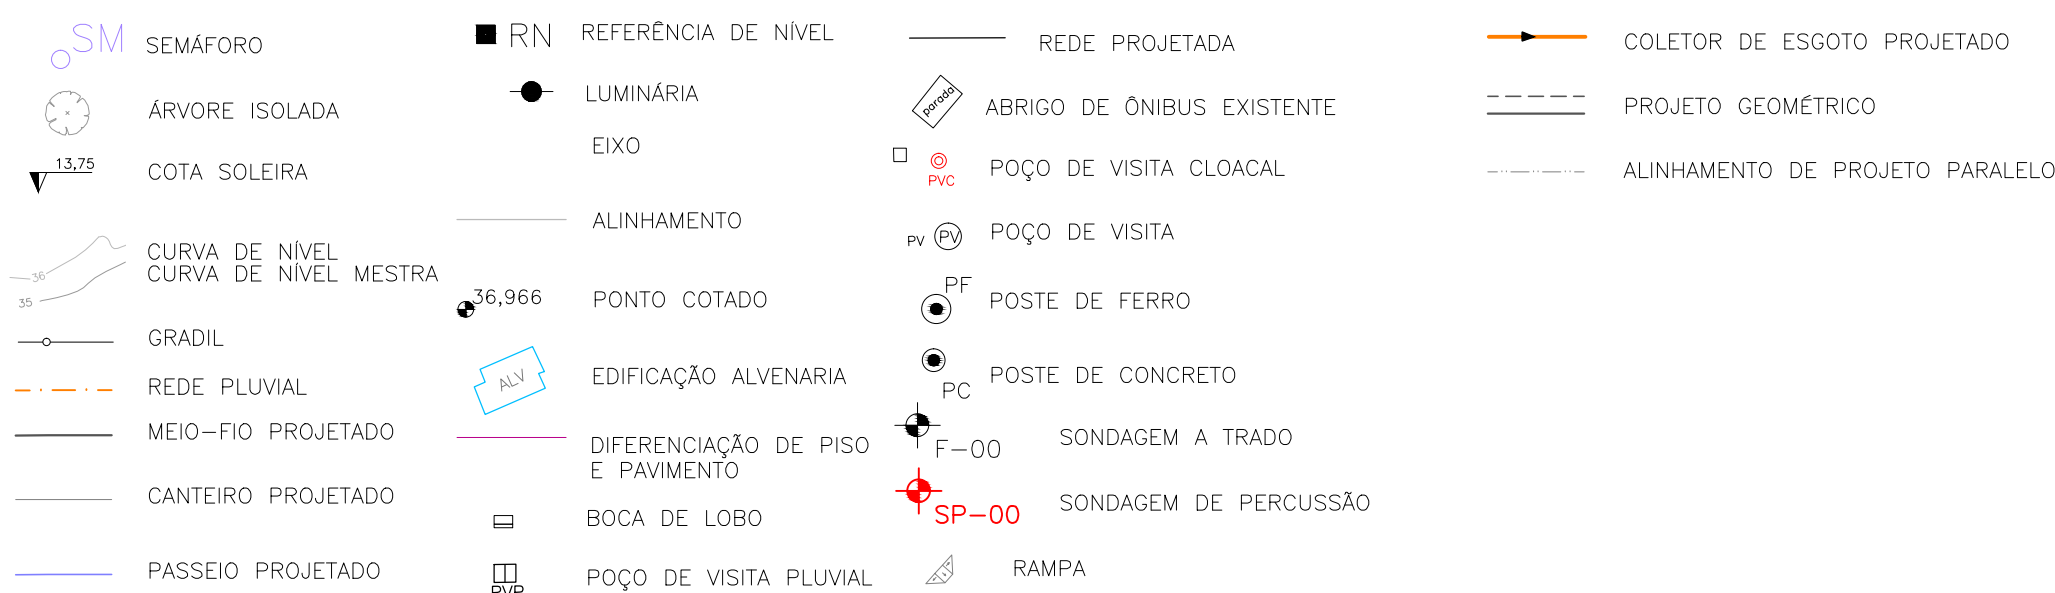 SM SEMÁFORO
ÁRVORE ISOLADA
13,75 COTA SOLEIRA
CURVA DE NÍVEL
36 CURVA DE NÍVEL MESTRA
35
GRADIL
REDE PLUVIAL
MEIO-FIO PROJETADO
CANTEIRO PROJETADO
PASSEIO PROJETADO
RN REFERÊNCIA DE NÍVEL
LUMINÁRIA
EIXO
ALINHAMENTO
36,966 PONTO COTADO
ALV EDIFICAÇÃO ALVENARIA
DIFERENCIAÇÃO DE PISO
E PAVIMENTO
BOCA DE LOBO
POÇO DE VISITA PLUVIAL
PVP
REDE PROJETADA
parada ABRIGO DE ÔNIBUS EXISTENTE
POÇO DE VISITA CLOACAL
PVC
PV PV POÇO DE VISITA
PF
POSTE DE FERRO
POSTE DE CONCRETO
PC
SONDAGEM A TRADO
F-00
SONDAGEM DE PERCUSSÃO
SP-00
RAMPA
COLETOR DE ESGOTO PROJETADO
PROJETO GEOMÉTRICO
ALINHAMENTO DE PROJETO PARALELO